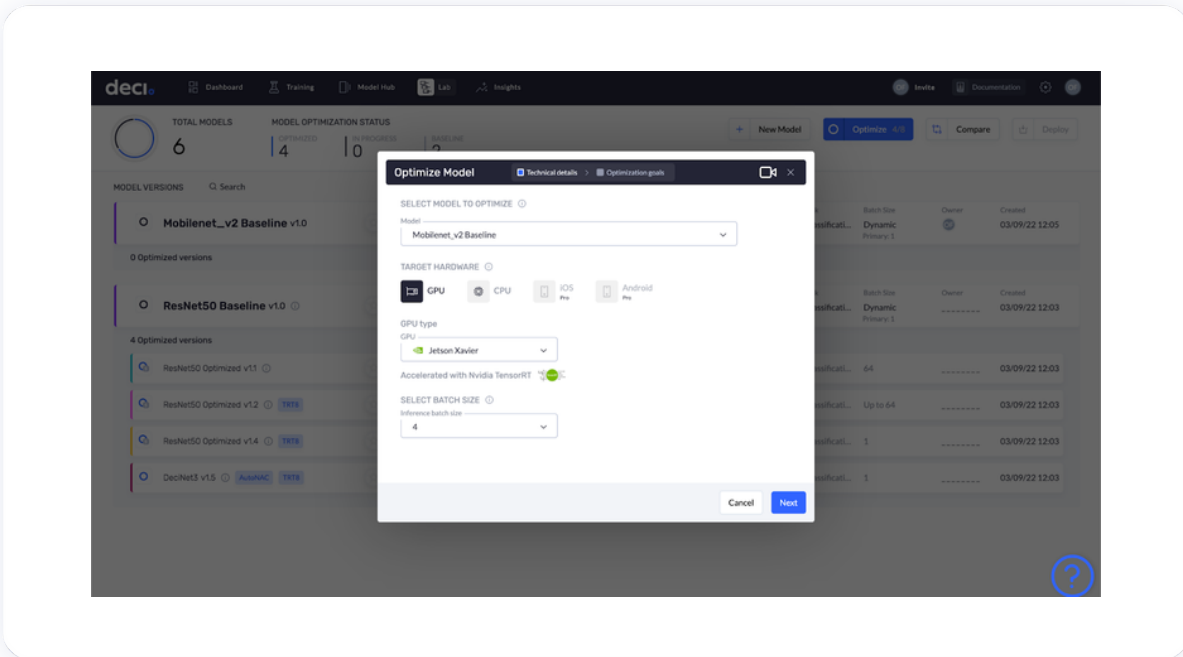 deci.
Dashboard
Training
Model Hub
Lab
Insights
Invite
Documentation
TOTAL MODELS
6
MODEL OPTIMIZATION STATUS
OPTIMIZED
4
IN PROGRESS
0
BASELINE
2
+ New Model
Optimize 4/8
Compare
Deploy
MODEL VERSIONS
Search
Optimize Model
Technical details > Optimization goals
SELECT MODEL TO OPTIMIZE
Model
Mobilenet_v2 Baseline
TARGET HARDWARE
GPU
CPU
iOS
Pro
Android
Pro
GPU type
GPU
Jetson Xavier
Accelerated with Nvidia TensorRT
SELECT BATCH SIZE
Inference batch size
4
Cancel
Next
Mobilenet_v2 Baseline v1.0
Batch Size
Dynamic
Primary: 1
Owner
Created
03/09/22 12:05
0 Optimized versions
ResNet50 Baseline v1.0
Batch Size
Dynamic
Primary: 1
Owner
Created
03/09/22 12:03
4 Optimized versions
ResNet50 Optimized v1.1
64
03/09/22 12:03
ResNet50 Optimized v1.2 TRT8
Up to 64
03/09/22 12:03
ResNet50 Optimized v1.4 TRT8
1
03/09/22 12:03
DeciNet3 v1.5 AutoNAC TRT8
1
03/09/22 12:03
?